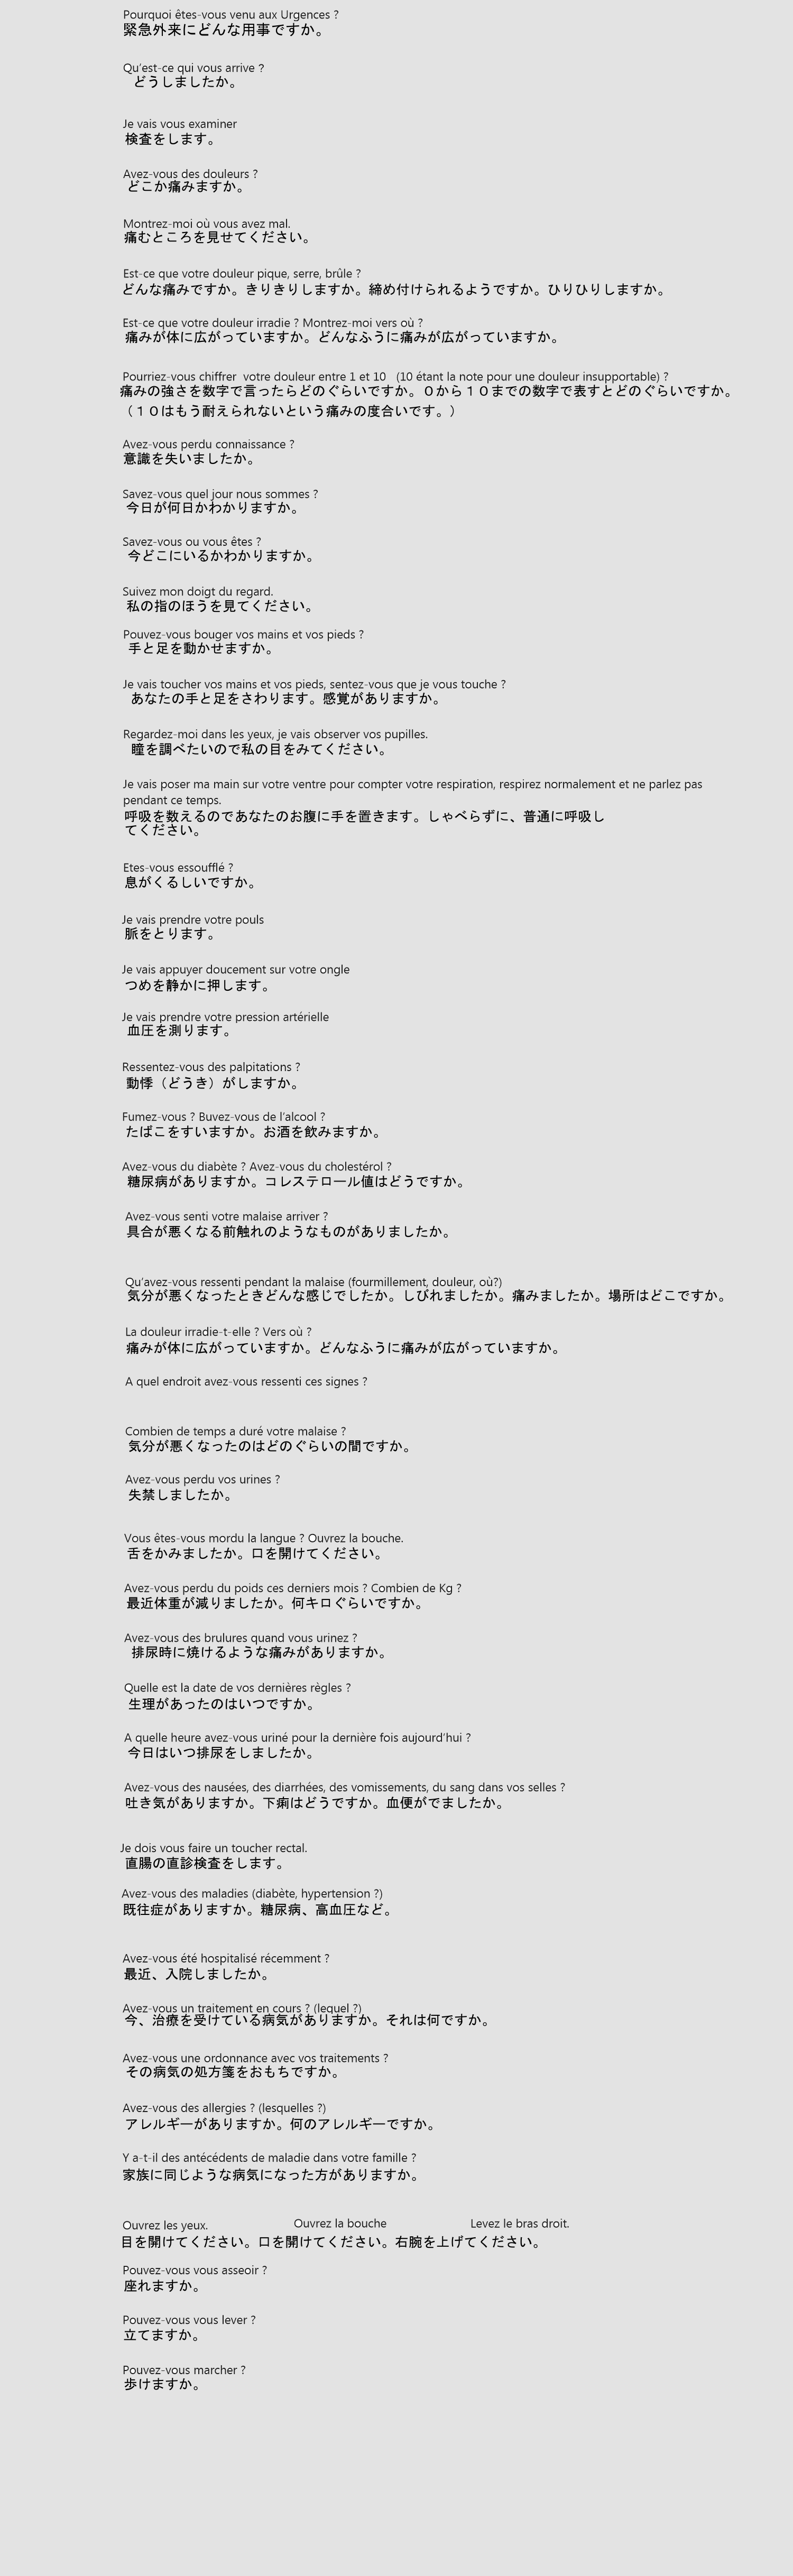 Pourquoi êtes-vous venu aux Urgences ?
緊急外来にどんな用事ですか。
Qu'est-ce qui vous arrive ?
どうしましたか。
Je vais vous examiner
検査をします。
Avez-vous des douleurs ?
どこか痛みますか。
Montrez-moi où vous avez mal.
痛むところを見せてください。
Est-ce que votre douleur pique, serre, brûle ?
どんな痛みですか。きりきりしますか。締め付けられるようですか。ひりひりしますか。
Est-ce que votre douleur irradie ? Montrez-moi vers où ?
痛みが体に広がっていますか。どんなふうに痛みが広がっていますか。
Pourriez-vous chiffrer votre douleur entre 1 et 10 (10 étant la note pour une douleur insupportable) ?
痛みの強さを数字で言ったらどのぐらいですか。０から１０までの数字で表すとどのぐらいですか。
（１０はもう耐えられないという痛みの度合いです。）
Avez-vous perdu connaissance ?
意識を失いましたか。
Savez-vous quel jour nous sommes ?
今日が何日かわかりますか。
Savez-vous ou vous êtes ?
今どこにいるかわかりますか。
Suivez mon doigt du regard.
私の指のほうを見てください。
Pouvez-vous bouger vos mains et vos pieds ?
手と足を動かせますか。
Je vais toucher vos mains et vos pieds, sentez-vous que je vous touche ?
あなたの手と足をさわります。感覚がありますか。
Regardez-moi dans les yeux, je vais observer vos pupilles.
瞳を調べたいので私の目をみてください。
Je vais poser ma main sur votre ventre pour compter votre respiration, respirez normalement et ne parlez pas
pendant ce temps.
呼吸を数えるのであなたのお腹に手を置きます。しゃべらずに、普通に呼吸し
てください。
Etes-vous essoufflé ?
息がくるしいですか。
Je vais prendre votre pouls
脈をとります。
Je vais appuyer doucement sur votre ongle
つめを静かに押します。
Je vais prendre votre pression artérielle
血圧を測ります。
Ressentez-vous des palpitations ?
動悸（どうき）がしますか。
Fumez-vous ? Buvez-vous de l'alcool ?
たばこをすいますか。お酒を飲みますか。
Avez-vous du diabète ? Avez-vous du cholestérol ?
糖尿病がありますか。コレステロール値はどうですか。
Avez-vous senti votre malaise arriver ?
具合が悪くなる前触れのようなものがありましたか。
Qu'avez-vous ressenti pendant la malaise (fourmillement, douleur, où?)
気分が悪くなったときどんな感じでしたか。しびれましたか。痛みましたか。場所はどこですか。
La douleur irradie-t-elle ? Vers où ?
痛みが体に広がっていますか。どんなふうに痛みが広がっていますか。
A quel endroit avez-vous ressenti ces signes ?
Combien de temps a duré votre malaise ?
気分が悪くなったのはどのぐらいの間ですか。
Avez-vous perdu vos urines ?
失禁しましたか。
Vous êtes-vous mordu la langue ? Ouvrez la bouche.
舌をかみましたか。口を開けてください。
Avez-vous perdu du poids ces derniers mois ? Combien de Kg ?
最近体重が減りましたか。何キロぐらいですか。
Avez-vous des brulures quand vous urinez ?
排尿時に焼けるような痛みがありますか。
Quelle est la date de vos dernières règles ?
生理があったのはいつですか。
A quelle heure avez-vous uriné pour la dernière fois aujourd'hui ?
今日はいつ排尿をしましたか。
Avez-vous des nausées, des diarrhées, des vomissements, du sang dans vos selles ?
吐き気がありますか。下痢はどうですか。血便がでましたか。
Je dois vous faire un toucher rectal.
直腸の直診検査をします。
Avez-vous des maladies (diabète, hypertension ?)
既往症がありますか。糖尿病、高血圧など。
Avez-vous été hospitalisé récemment ?
最近、入院しましたか。
Avez-vous un traitement en cours ? (lequel ?)
今、治療を受けている病気がありますか。それは何ですか。
Avez-vous une ordonnance avec vos traitements ?
その病気の処方箋をおもちですか。
Avez-vous des allergies ? (lesquelles ?)
アレルギーがありますか。何のアレルギーですか。
Y a-t-il des antécédents de maladie dans votre famille ?
家族に同じような病気になった方がありますか。
Ouvrez les yeux. Ouvrez la bouche Levez le bras droit.
目を開けてください。口を開けてください。右腕を上げてください。
Pouvez-vous vous asseoir ?
座れますか。
Pouvez-vous vous lever ?
立てますか。
Pouvez-vous marcher ?
歩けますか。